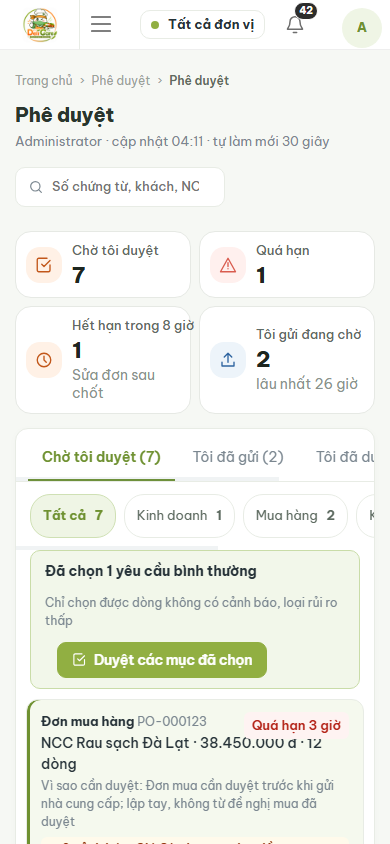 Tất cả đơn vị
42
A
Trang chủ › Phê duyệt › Phê duyệt
Phê duyệt
Administrator · cập nhật 04:11 · tự làm mới 30 giây
Số chứng từ, khách, NC
Chờ tôi duyệt
7
Quá hạn
1
Hết hạn trong 8 giờ
1
Sửa đơn sau
chốt
Tôi gửi đang chờ
2
lâu nhất 26 giờ
Chờ tôi duyệt (7)
Tôi đã gửi (2)
Tôi đã
Tất cả 7
Kinh doanh 1
Mua hàng 2
Đã chọn 1 yêu cầu bình thường
Chỉ chọn được dòng không có cảnh báo, loại rủi ro
thấp
Duyệt các mục đã chọn
Đơn mua hàng PO-000123
Quá hạn 3 giờ
NCC Rau sạch Đà Lạt · 38.450.000 đ · 12
dòng
Vì sao cần duyệt: Đơn mua cần duyệt trước khi gửi
nhà cung cấp; lập tay, không từ đề nghị mua đã
duyệt